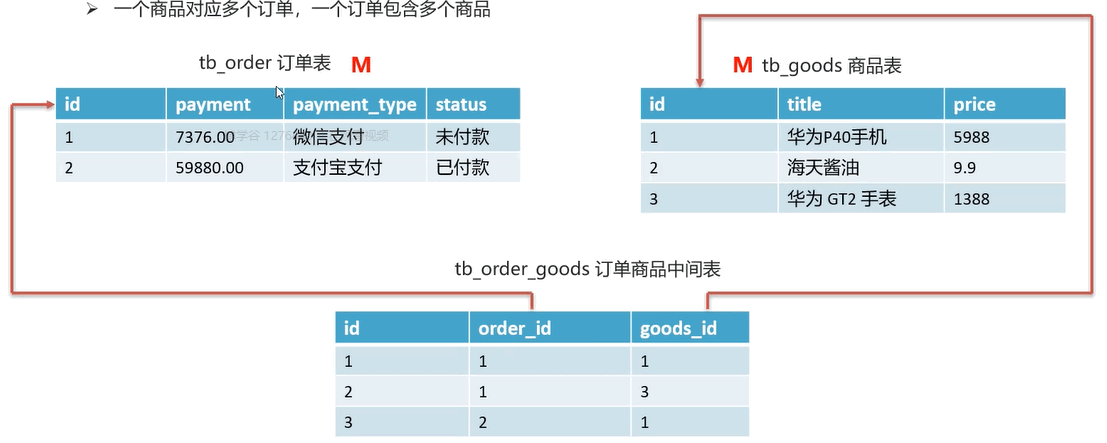 ➢ 一个商品对应多个订单，一个订单包含多个商品
tb_order 订单表 M
M tb_goods 商品表
id payment payment_type status
1 7376.00 微信支付 未付款
2 59880.00 支付宝支付 已付款
id title price
1 华为P40手机 5988
2 海天酱油 9.9
3 华为 GT2 手表 1388
tb_order_goods 订单商品中间表
id order_id goods_id
1 1 1
2 1 3
3 2 1